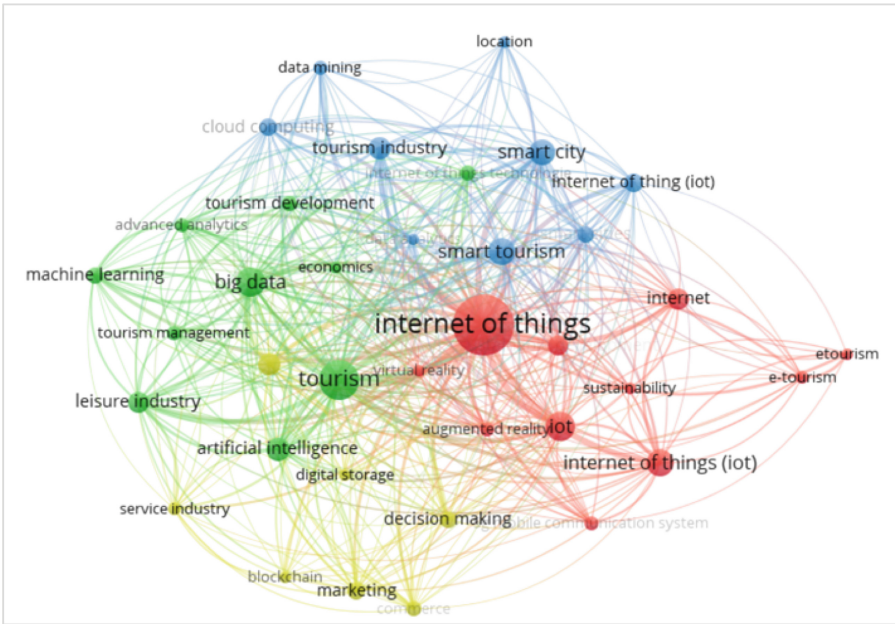 location
data mining
cloud computing
tourism industry
smart city
internet of things technologie
internet of thing (iot)
tourism development
advanced analytics
smart tourism
economics
machine learning
big data
internet
internet of things
tourism management
etourism
virtual reality
e-tourism
tourism
sustainability
leisure industry
augmented reality
iot
artificial intelligence
internet of things (iot)
digital storage
service industry
decision making
mobile communication system
blockchain
marketing
commerce